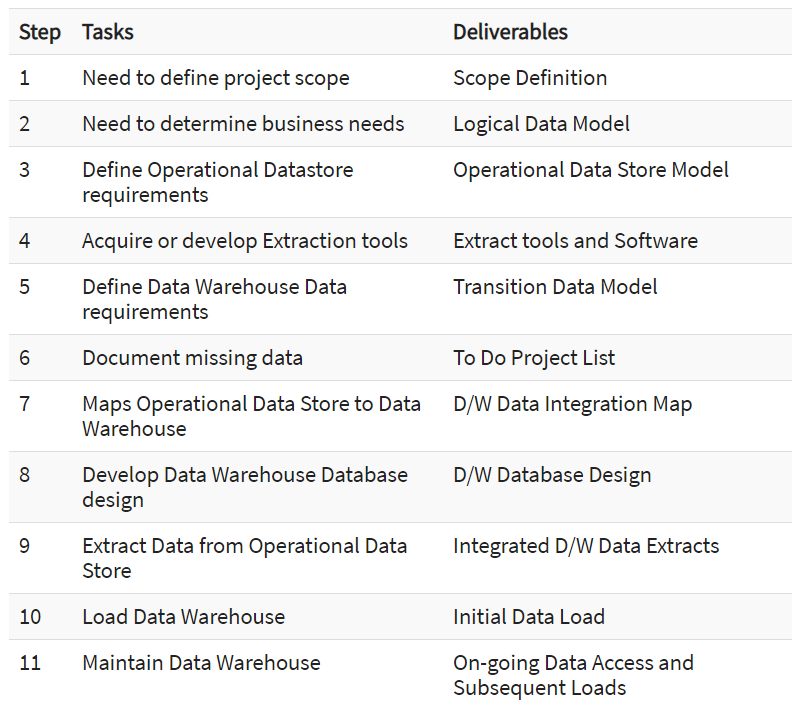 Step Tasks Deliverables
1 Need to define project scope Scope Definition
2 Need to determine business needs Logical Data Model
3 Define Operational Datastore Operational Data Store Model
requirements
4 Acquire or develop Extraction tools Extract tools and Software
5 Define Data Warehouse Data Transition Data Model
requirements
6 Document missing data To Do Project List
7 Maps Operational Data Store to Data D/W Data Integration Map
Warehouse
8 Develop Data Warehouse Database D/W Database Design
design
9 Extract Data from Operational Data Integrated D/W Data Extracts
Store
10 Load Data Warehouse Initial Data Load
11 Maintain Data Warehouse On-going Data Access and
Subsequent Loads